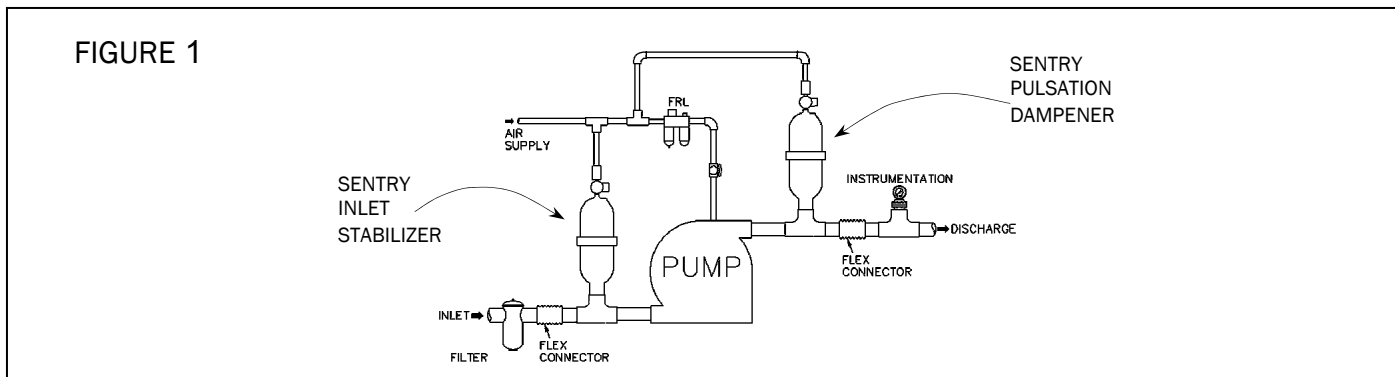 FIGURE 1
SENTRY
PULSATION
DAMPENER
FRL
AIR
SUPPLY
SENTRY
INLET
STABILIZER
INSTRUMENTATION
DISCHARGE
FLEX
CONNECTOR
PUMP
INLET
FILTER
FLEX
CONNECTOR